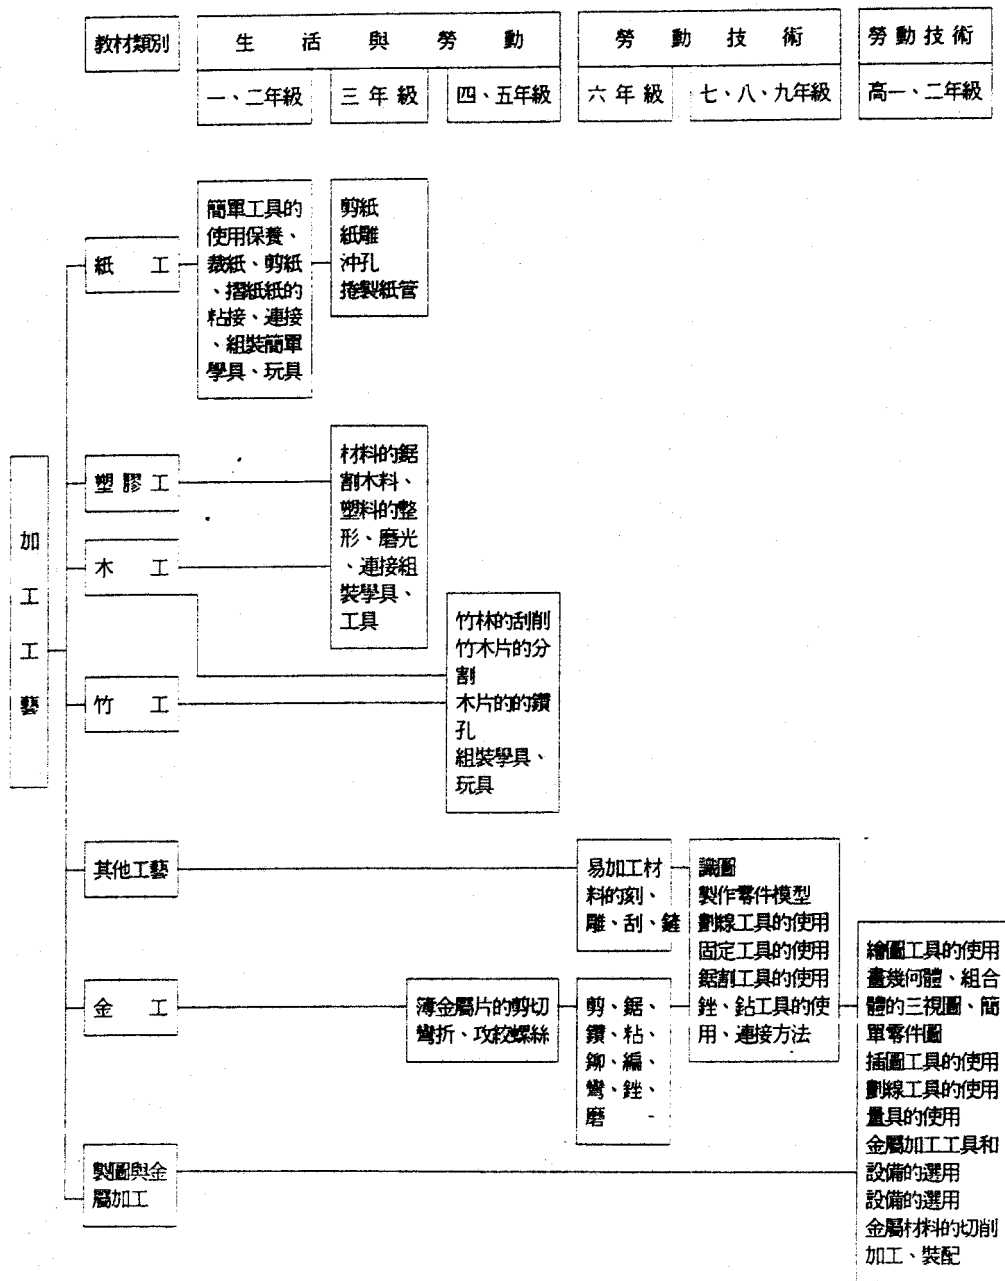 教材類別
生活與勞動
勞動技術
勞動技術
一、二年級
三年級
四、五年級
六年級
七、八、九年級
高一、二年級
加工工藝
紙工
簡單工具的
使用保養、
裁紙、剪紙
、摺紙紙的
粘接、連接
、組裝簡單
學具、玩具
剪紙
紙雕
沖孔
捲製紙管
塑膠工
木工
材料的鋸
割木料、
塑料的整
形、磨光
、連接組
裝學具、
工具
竹工
竹林的刮削
竹木片的分
割
木片的的鑽
孔
組裝學具、
玩具
其他工藝
易加工材
料的刻、
雕、刮、鏟
識圖
製作零件模型
劃線工具的使用
固定工具的使用
鋸割工具的使用
銼、鉆工具的使
用、連接方法
金工
薄金屬片的剪切
彎折、攻絞螺絲
剪、鋸、
鑽、粘、
鉚、編、
彎、銼、
磨
繪圖工具的使用
畫幾何體、組合
體的三視圖、簡
單零件圖
插圖工具的使用
劃線工具的使用
量具的使用
金屬加工工具和
設備的選用
設備的選用
金屬材料的切削
加工、裝配
製圖與金
屬加工